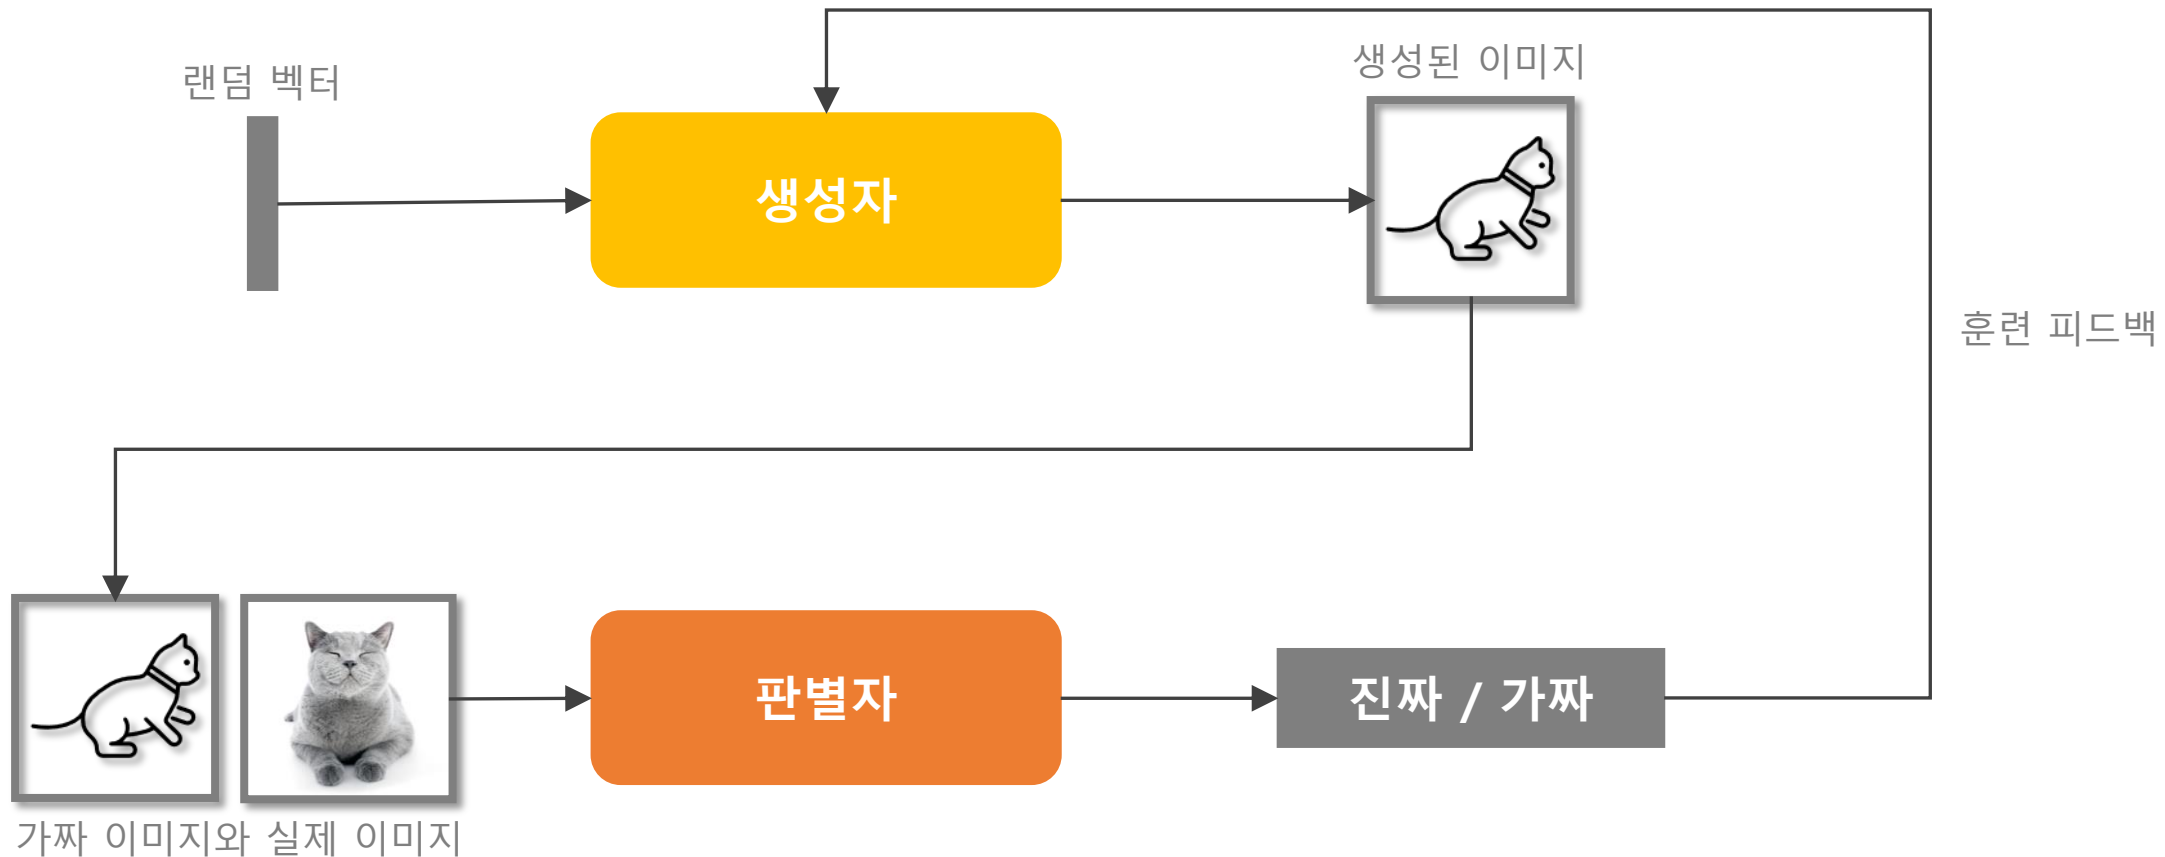 랜덤 벡터
생성된 이미지
생성자
훈련 피드백
판별자
진짜 / 가짜
가짜 이미지와 실제 이미지